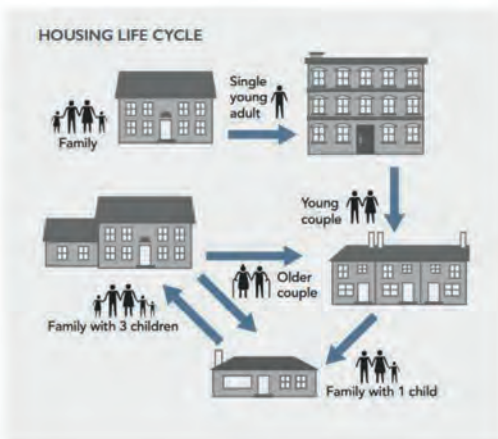 HOUSING LIFE CYCLE
Family
Single
young
adult
Young
couple
Older
couple
Family with 3 children
Family with 1 child